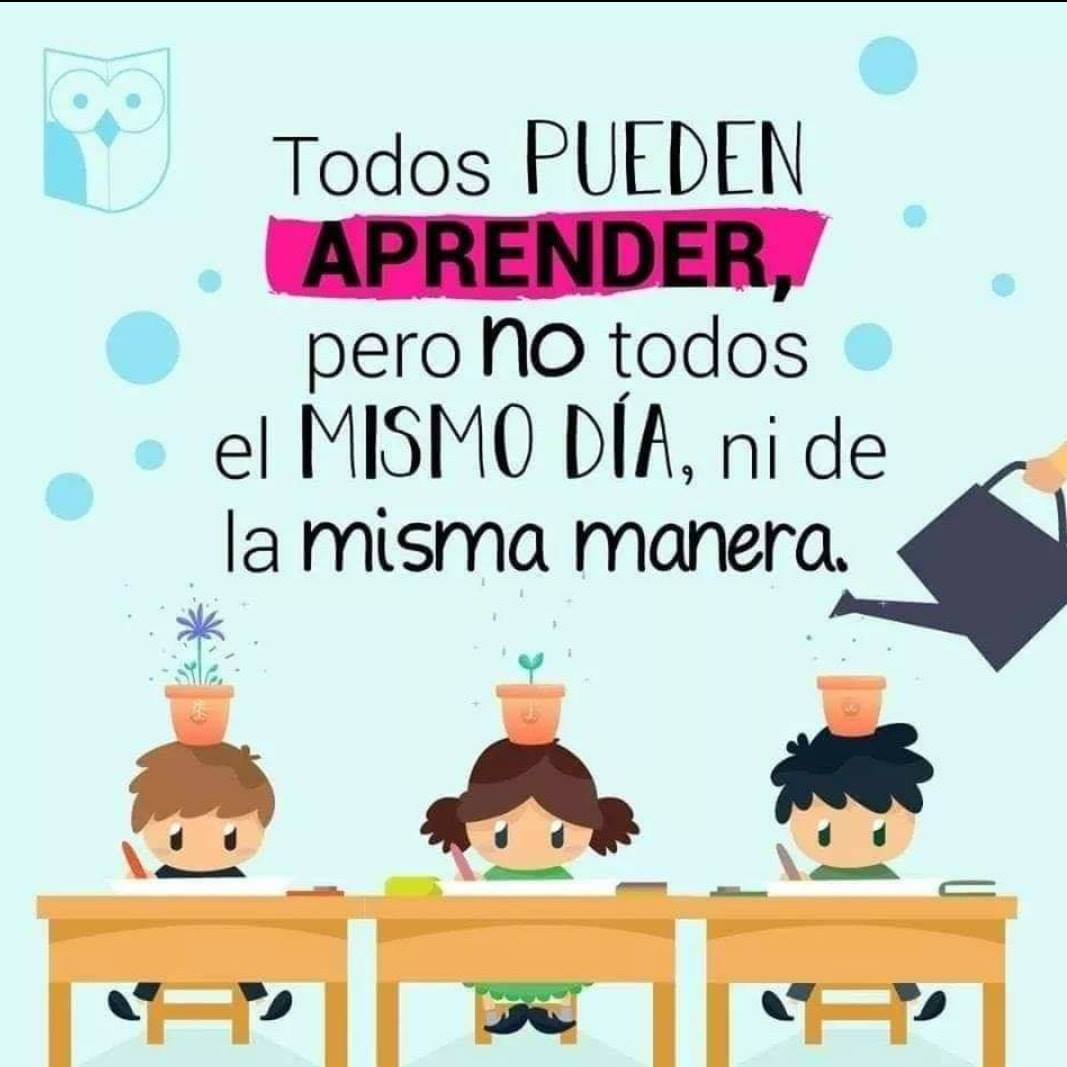 Todos PUEDEN
APRENDER,
pero no todos
el MISMO DÍA, ni de
la misma manera.